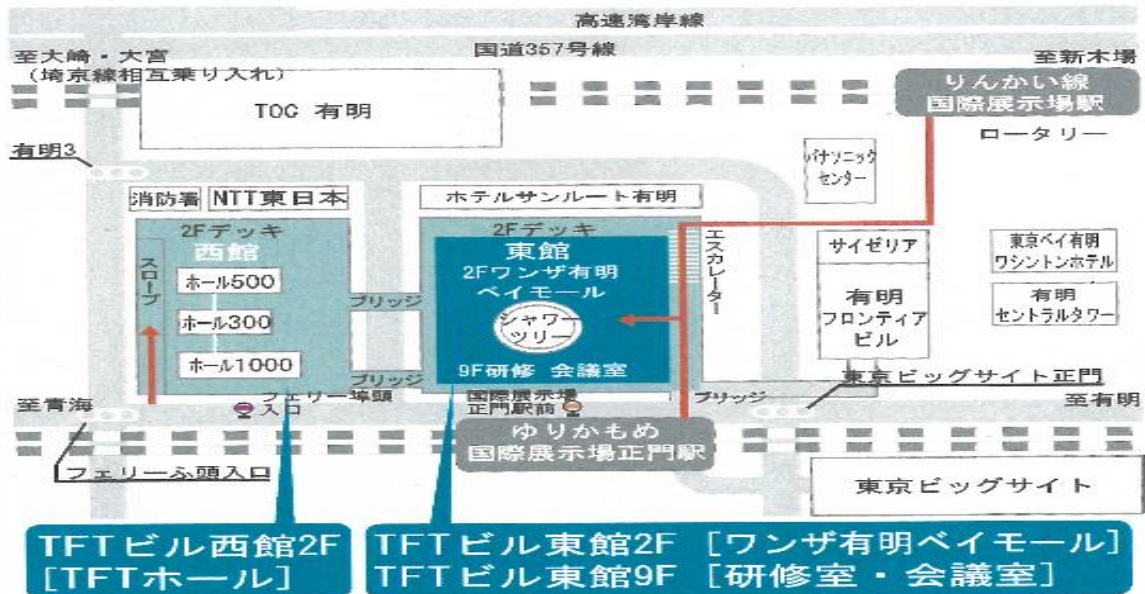 高速湾岸線
国道357号線
至大崎・大宮
(埼京線相互乗り入れ)
至新木場
りんかい線
国際展示場駅
TOC 有明
ロータリー
有明3
パナソニック
センター
消防署
NTT東日本
ホテルサンルート有明
2Fデッキ
西館
スロープ
ホール500
ホール300
ホール1000
ブリッジ
ブリッジ
2Fデッキ
東館
2Fワンザ有明
ベイモール
シャワー
ツリー
9F研修 会議室
エスカレーター
サイゼリア
有明
フロンティア
ビル
東京ベイ有明
ワシントンホテル
有明
セントラルタワー
東京ビッグサイト正門
至青海
フェリー埠頭
入口
国際展示場
正門駅前
ブリッジ
至有明
ゆりかもめ
国際展示場正門駅
フェリーふ頭入口
東京ビッグサイト
TFTビル西館2F
[TFTホール]
TFTビル東館2F [ワンザ有明ベイモール]
TFTビル東館9F [研修室・会議室]